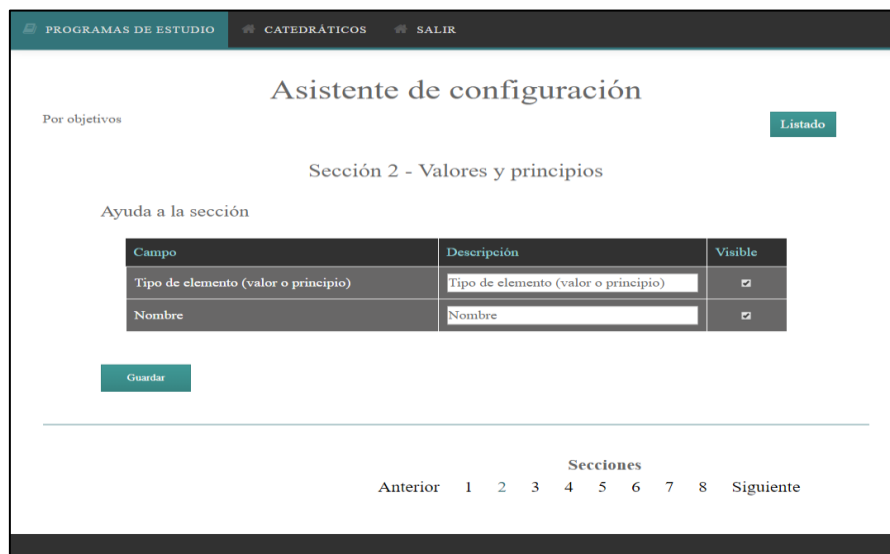 PROGRAMAS DE ESTUDIO CATEDRÁTICOS SALIR
Asistente de configuración
Por objetivos
Listado
Sección 2 - Valores y principios
Ayuda a la sección
Campo Descripción Visible
Tipo de elemento (valor o principio) Tipo de elemento (valor o principio)
Nombre Nombre
Guardar
Secciones
Anterior 1 2 3 4 5 6 7 8 Siguiente